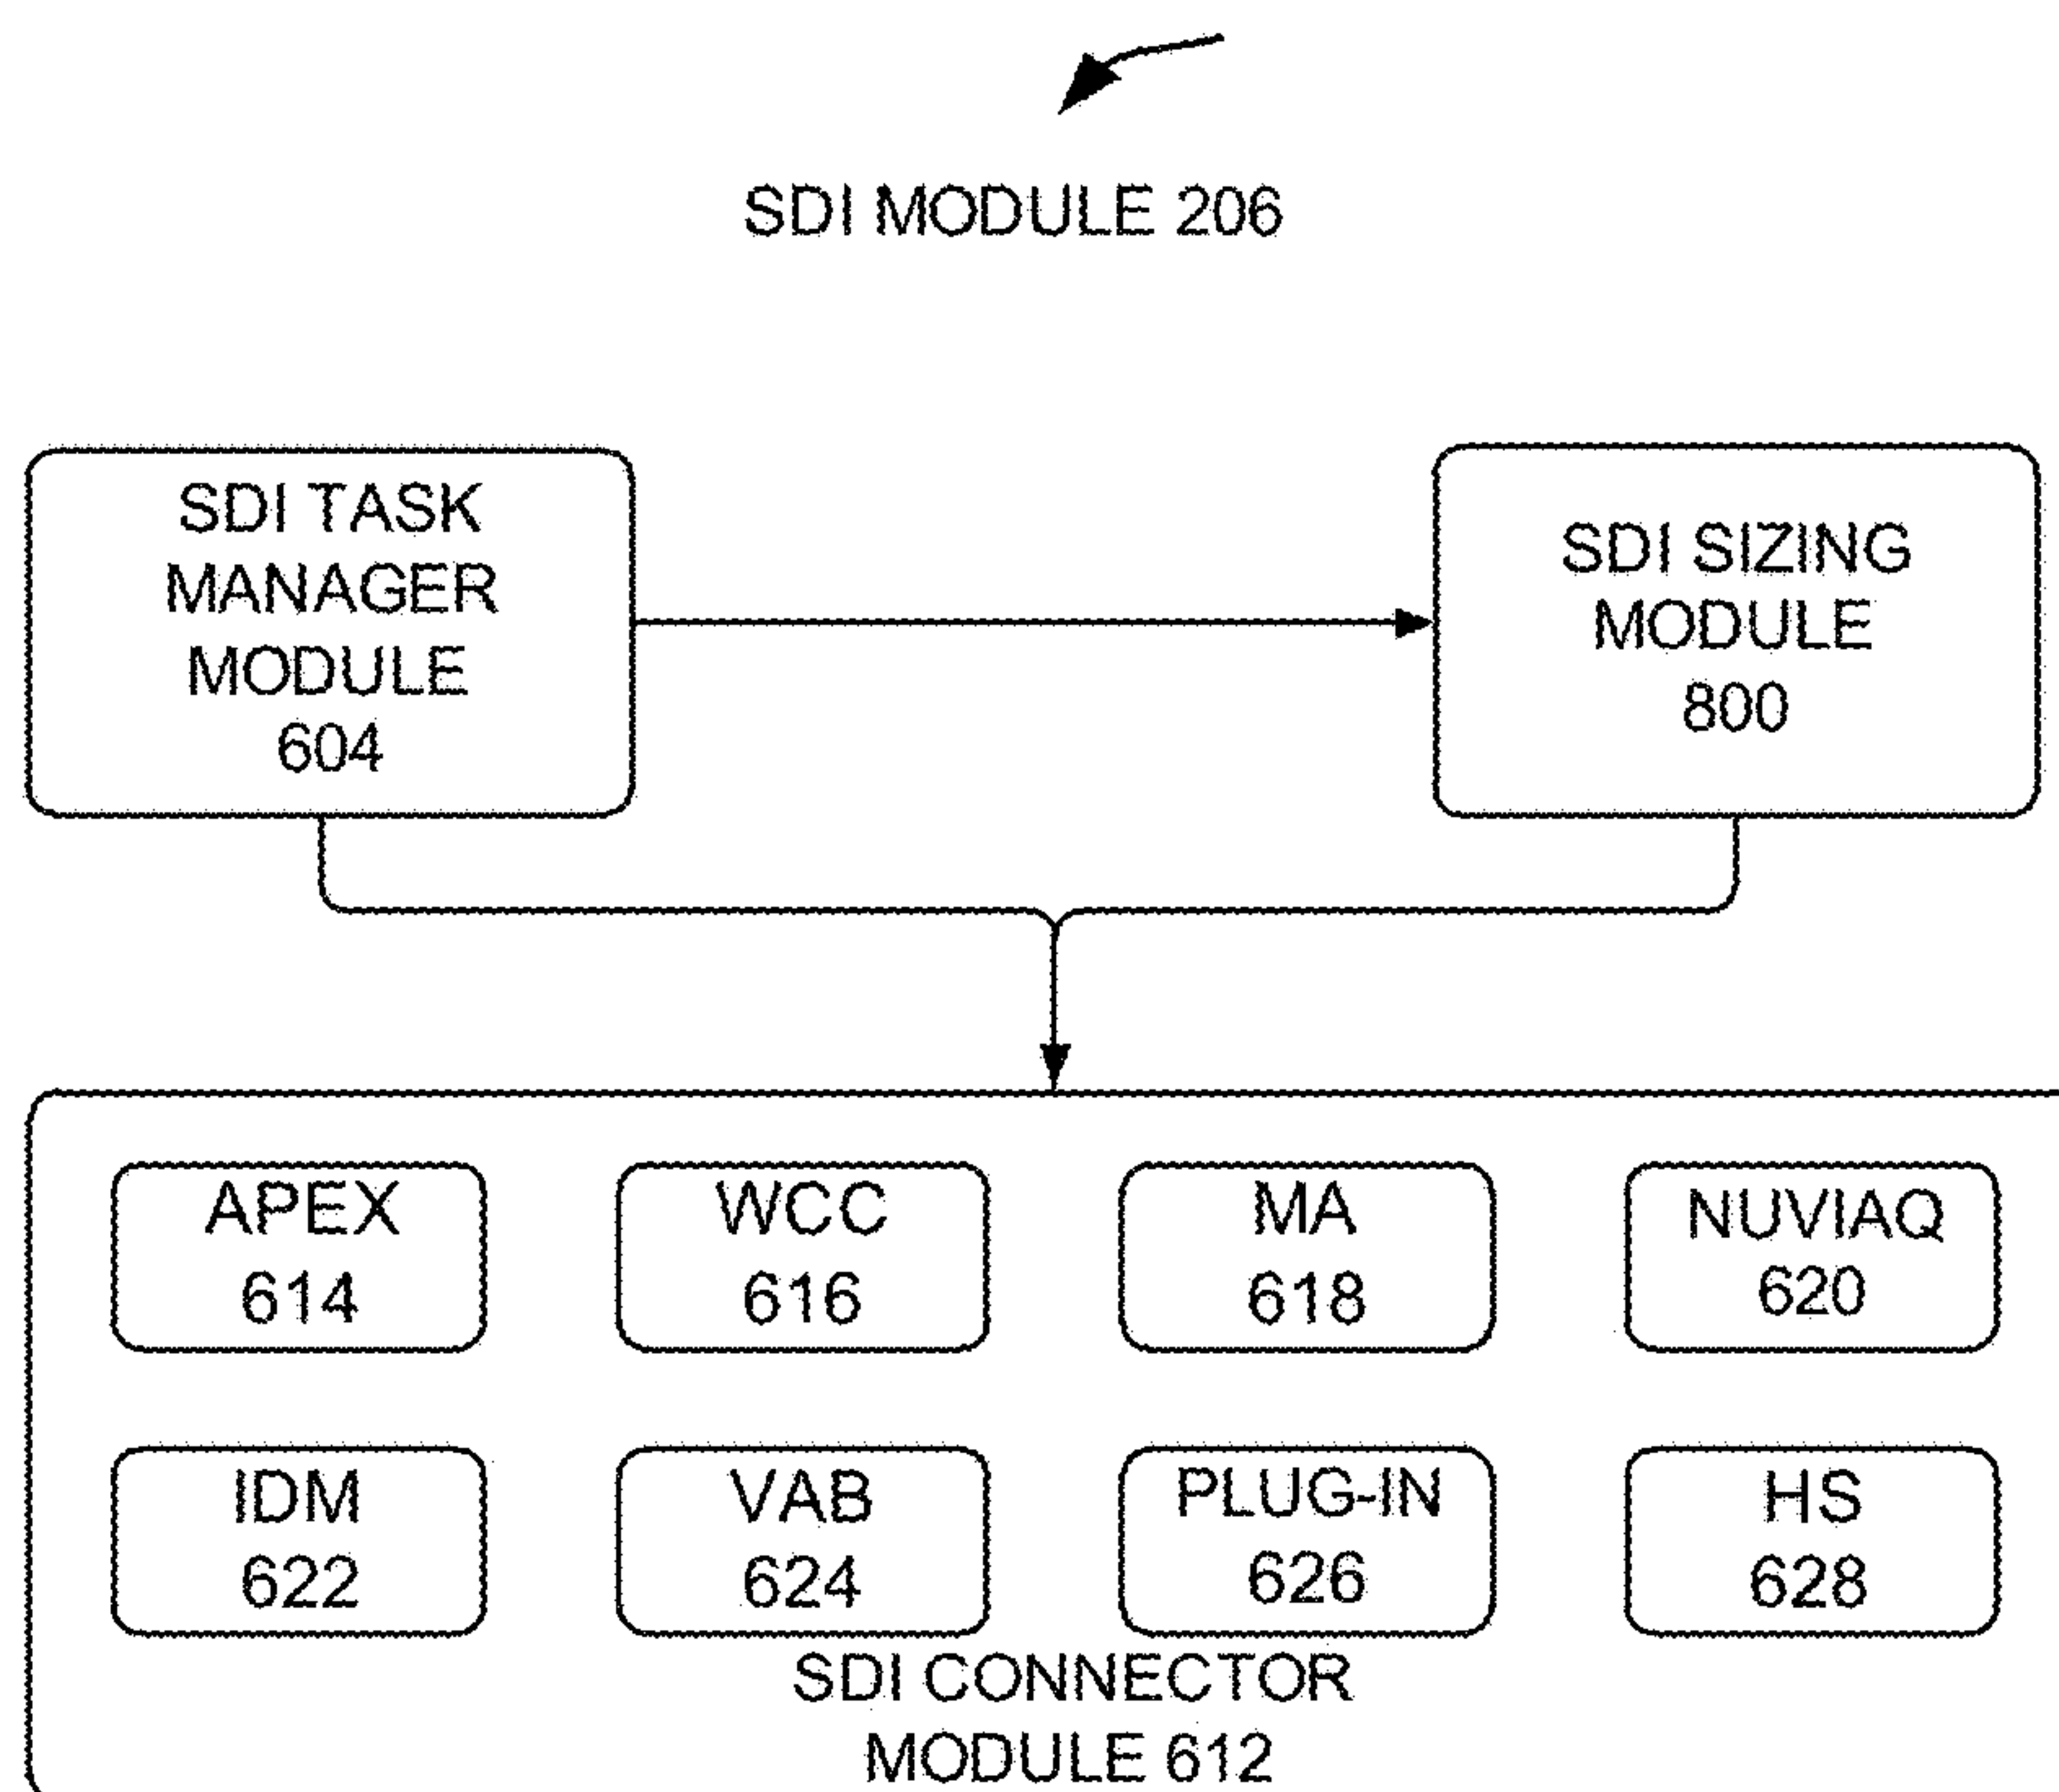 SDI MODULE 206
SDI TASK
MANAGER
MODULE
604
SDI SIZING
MODULE
800
APEX
614
WCC
616
MA
618
NUVIAQ
620
IDM
622
VAB
624
PLUG-IN
626
HS
628
SDI CONNECTOR
MODULE 612